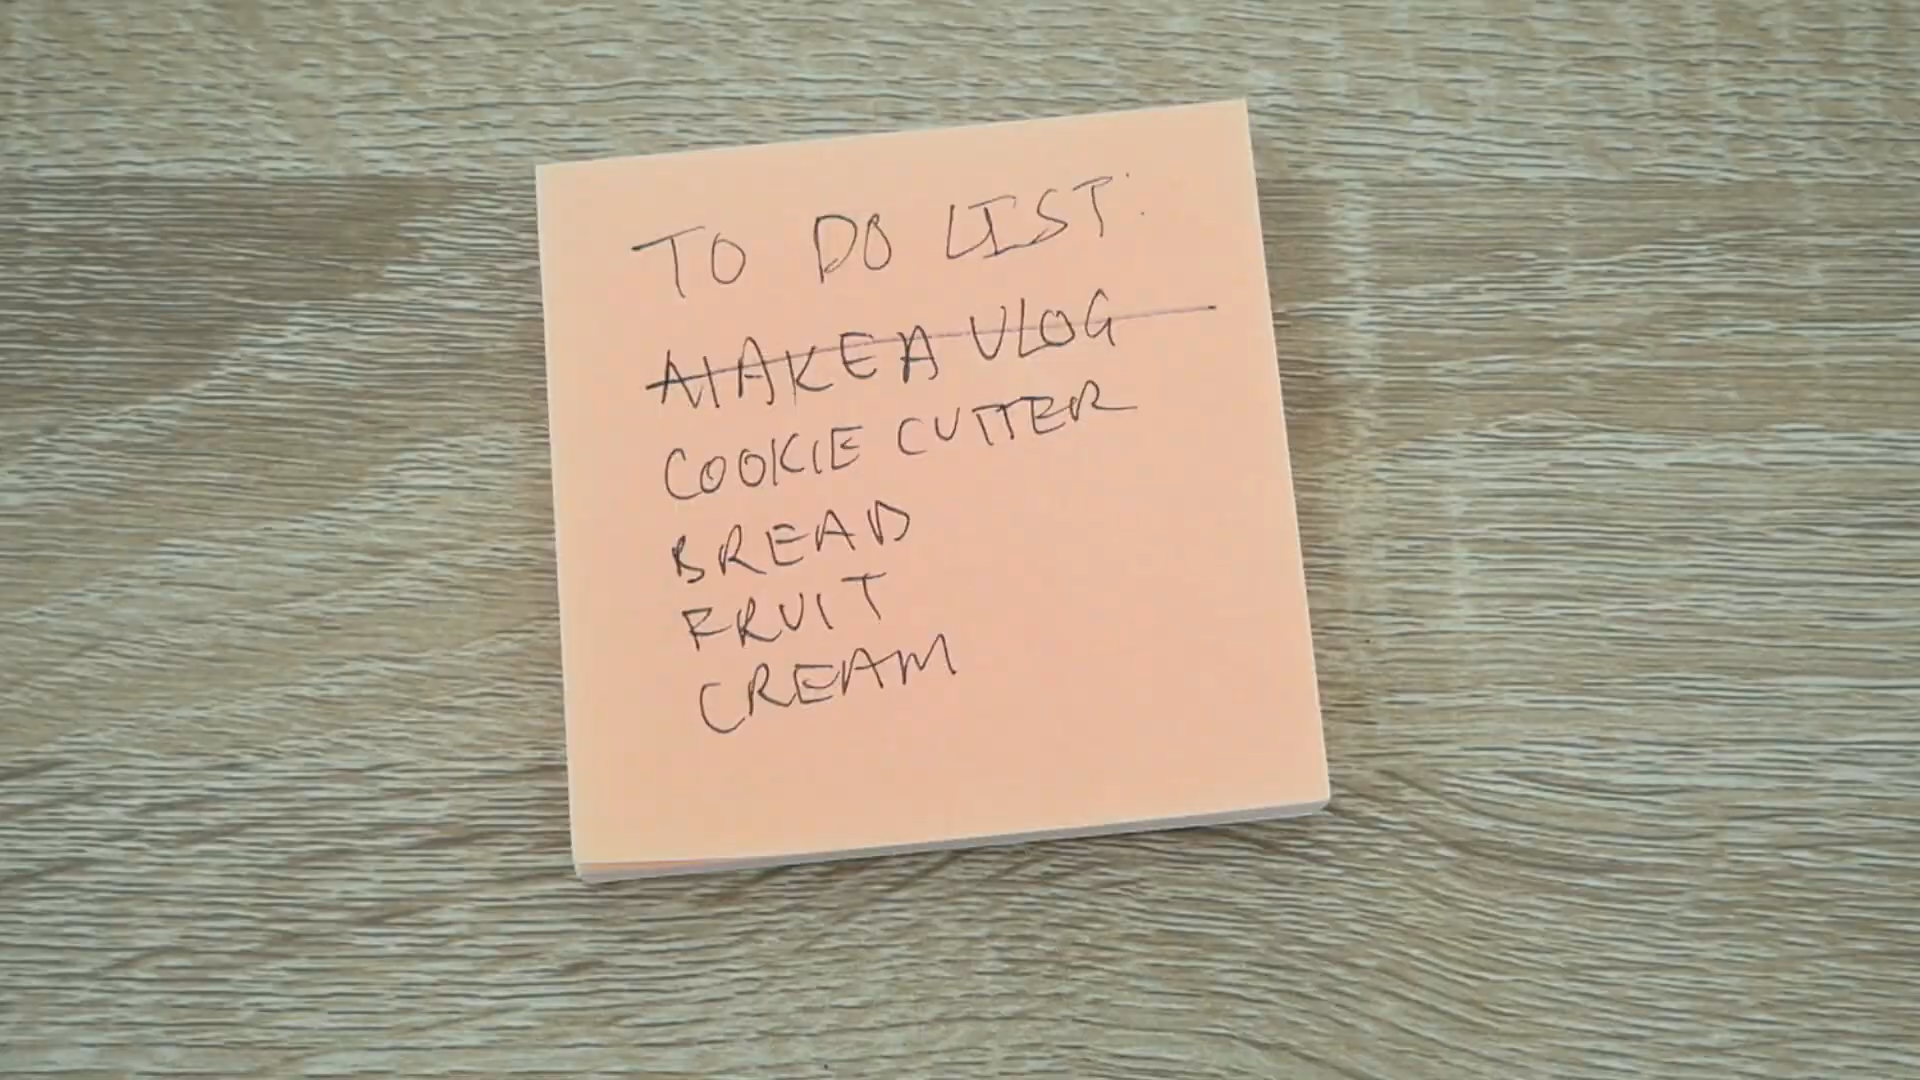 TO DO LIST:
MAKE A VLOG
COOKIE CUTTER
BREAD
FRUIT
CREAM